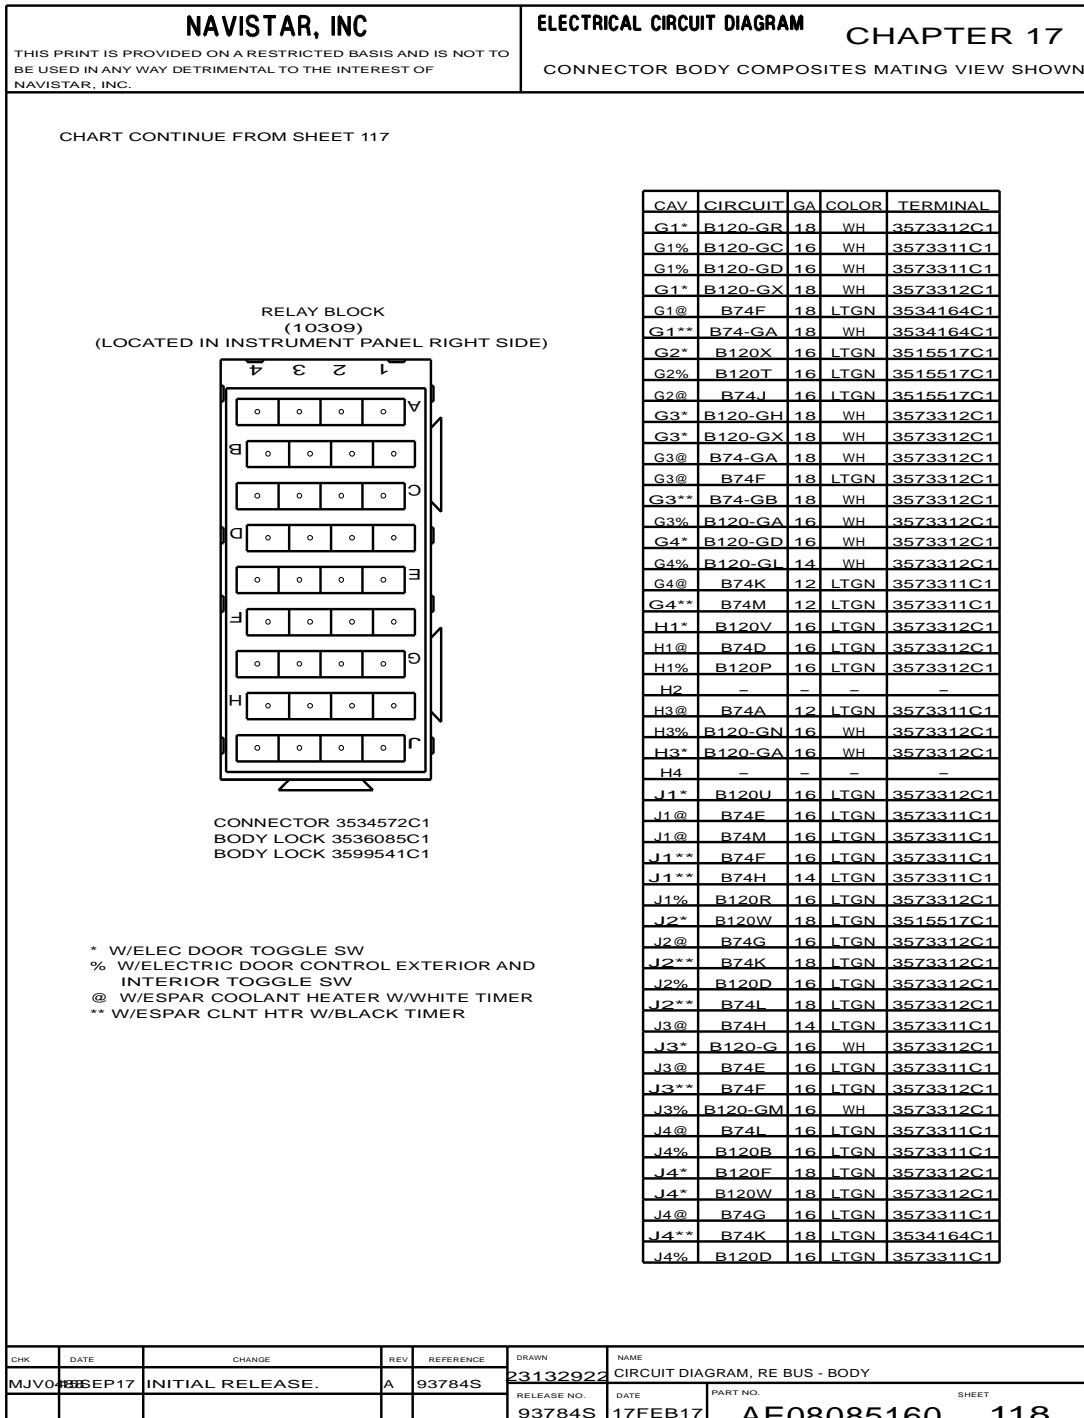 NAVISTAR, INC
THIS PRINT IS PROVIDED ON A RESTRICTED BASIS AND IS NOT TO
BE USED IN ANY WAY DETRIMENTAL TO THE INTEREST OF
NAVISTAR, INC.
ELECTRICAL CIRCUIT DIAGRAM
CHAPTER 17
CONNECTOR BODY COMPOSITES MATING VIEW SHOWN
CHART CONTINUE FROM SHEET 117
RELAY BLOCK
(10309)
(LOCATED IN INSTRUMENT PANEL RIGHT SIDE)
4 3 2 1
A
B
C
D
E
F
G
H
J
CONNECTOR 3534572C1
BODY LOCK 3536085C1
BODY LOCK 3599541C1
* W/ELEC DOOR TOGGLE SW
% W/ELECTRIC DOOR CONTROL EXTERIOR AND
INTERIOR TOGGLE SW
@ W/ESPAR COOLANT HEATER W/WHITE TIMER
** W/ESPAR CLNT HTR W/BLACK TIMER
CAV CIRCUIT GA COLOR TERMINAL
G1* B120-GR 18 WH 3573312C1
G1% B120-GC 16 WH 3573311C1
G1% B120-GD 16 WH 3573311C1
G1* B120-GX 18 WH 3573312C1
G1@ B74F 18 LTGN 3534164C1
G1** B74-GA 18 WH 3534164C1
G2* B120X 16 LTGN 3515517C1
G2% B120T 16 LTGN 3515517C1
G2@ B74J 16 LTGN 3515517C1
G3* B120-GH 18 WH 3573312C1
G3* B120-GX 18 WH 3573312C1
G3@ B74-GA 18 WH 3573312C1
G3@ B74F 18 LTGN 3573312C1
G3** B74-GB 18 WH 3573312C1
G3% B120-GA 16 WH 3573312C1
G4* B120-GD 16 WH 3573312C1
G4% B120-GL 14 WH 3573312C1
G4@ B74K 12 LTGN 3573311C1
G4** B74M 12 LTGN 3573311C1
H1* B120V 16 LTGN 3573312C1
H1@ B74D 16 LTGN 3573312C1
H1% B120P 16 LTGN 3573312C1
H2 – – – –
H3@ B74A 12 LTGN 3573311C1
H3% B120-GN 16 WH 3573312C1
H3* B120-GA 16 WH 3573312C1
H4 – – – –
J1* B120U 16 LTGN 3573312C1
J1@ B74E 16 LTGN 3573311C1
J1@ B74M 16 LTGN 3573311C1
J1** B74F 16 LTGN 3573311C1
J1** B74H 14 LTGN 3573311C1
J1% B120R 16 LTGN 3573312C1
J2* B120W 18 LTGN 3515517C1
J2@ B74G 16 LTGN 3573312C1
J2** B74K 18 LTGN 3573312C1
J2% B120D 16 LTGN 3573312C1
J2** B74L 18 LTGN 3573312C1
J3@ B74H 14 LTGN 3573311C1
J3* B120-G 16 WH 3573312C1
J3@ B74E 16 LTGN 3573311C1
J3** B74F 16 LTGN 3573312C1
J3% B120-GM 16 WH 3573312C1
J4@ B74L 16 LTGN 3573311C1
J4% B120B 16 LTGN 3573311C1
J4* B120F 18 LTGN 3573312C1
J4* B120W 18 LTGN 3573312C1
J4@ B74G 16 LTGN 3573311C1
J4** B74K 18 LTGN 3534164C1
J4% B120D 16 LTGN 3573311C1
CHK DATE CHANGE REV REFERENCE
INITIAL RELEASE. A 93784S
DRAWN
23132922
NAME
CIRCUIT DIAGRAM, RE BUS - BODY
RELEASE NO.
93784S
DATE
17FEB17
PART NO.
AE08085160
SHEET
118